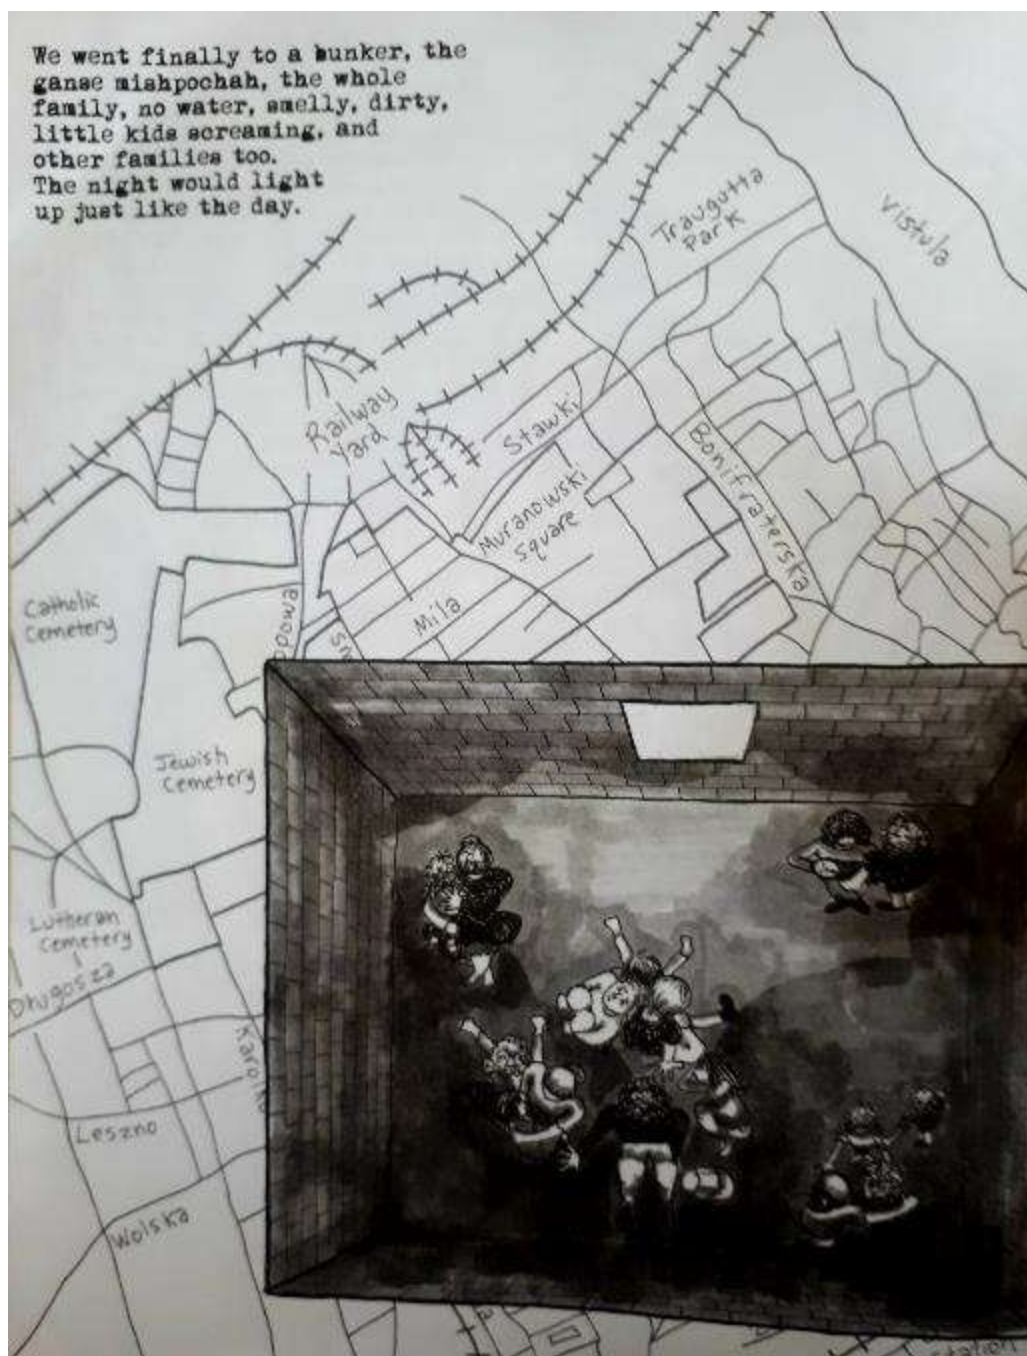 We went finally to a bunker, the
ganse mishpochah, the whole
family, no water, smelly, dirty,
little kids screaming, and
other families too.
The night would light
up just like the day.
Traugutta
Park
Vistula
Railway
Yard
Stawki
Bonifraterska
Muranowski
Square
Mila
Catholic
Cemetery
Jewish
Cemetery
Lutheran
Cemetery
Dlugosza
Leszno
Wolska
Station